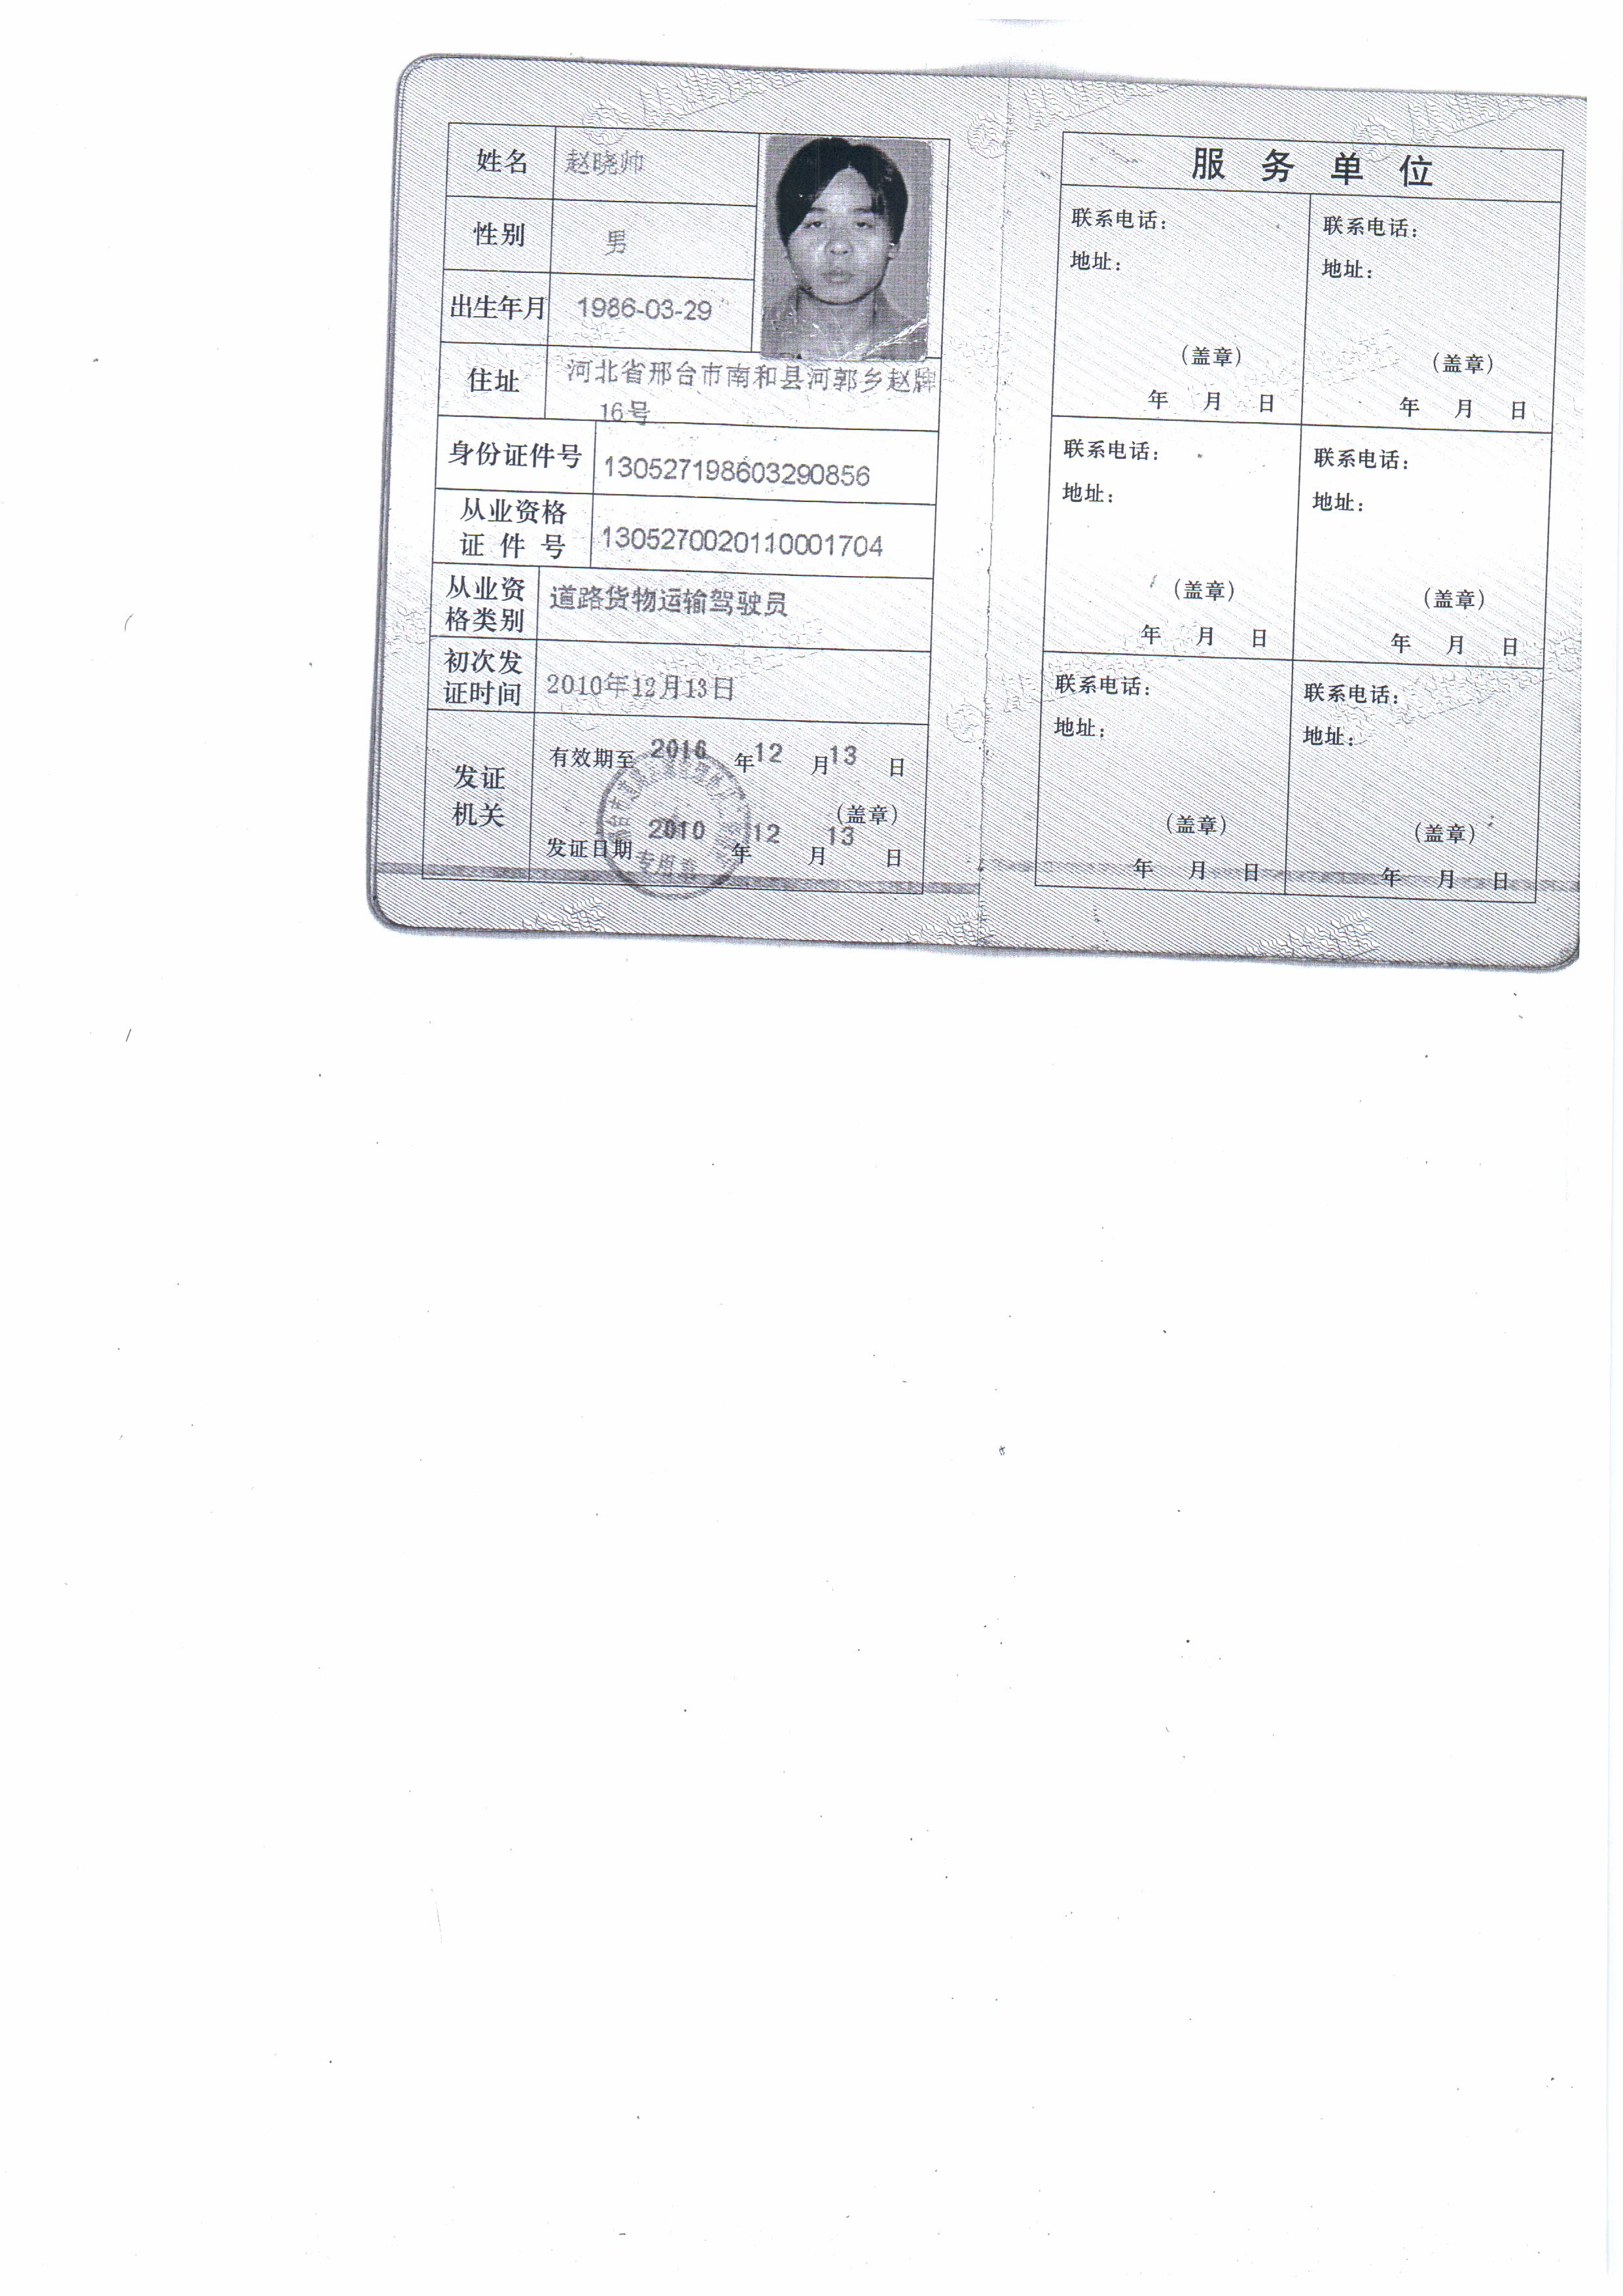 姓名 赵晓帅
性别 男
出生年月 1986-03-29
住址 河北省邢台市南和县河郭乡赵牌
16号
身份证件号 130527198603290856
从业资格
证件号 1305270020110001704
从业资
格类别 道路货物运输驾驶员
初次发
证时间 2010年12月13日
发证
机关
有效期至 2016 年 12 月 13 日
(盖章)
发证日期 2010 年 12 月 13 日
专用章
服务单位
联系电话:
地址:
(盖章)
年 月 日
联系电话:
地址:
(盖章)
年 月 日
联系电话:
地址:
(盖章)
年 月 日
联系电话:
地址:
(盖章)
年 月 日
联系电话:
地址:
(盖章)
年 月 日
联系电话:
地址:
(盖章)
年 月 日